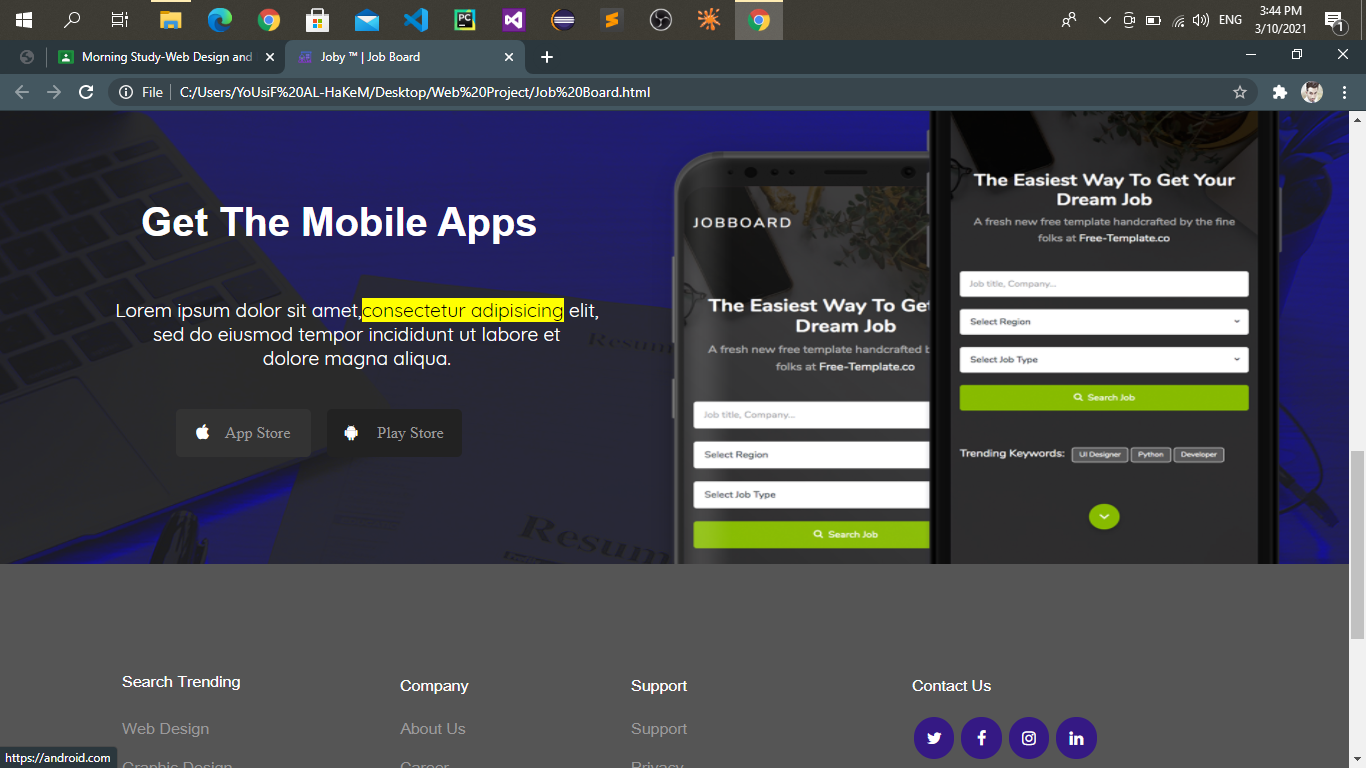 ENG
3:44 PM
3/10/2021
1
Morning Study-Web Design and
Joby ™ | Job Board
File
C:/Users/YoUsiF%20AL-HaKeM/Desktop/Web%20Project/Job%20Board.html
Get The Mobile Apps
Lorem ipsum dolor sit amet,consectetur adipisicing elit,
sed do eiusmod tempor incididunt ut labore et
dolore magna aliqua.
App Store
Play Store
Resume
JOBBOARD
The Easiest Way To Get
Dream Job
A fresh new free template handcrafted b
folks at Free-Template.co
Job title, Company...
Select Region
Select Job Type
Search Job
The Easiest Way To Get Your
Dream Job
A fresh new free template handcrafted by the fine
folks at Free-Template.co
Job title, Company...
Select Region
Select Job Type
Search Job
Trending Keywords:
UI Designer
Python
Developer
Search Trending
Web Design
Graphic Design
Company
About Us
Career
Support
Support
Privacy
Contact Us
https://android.com